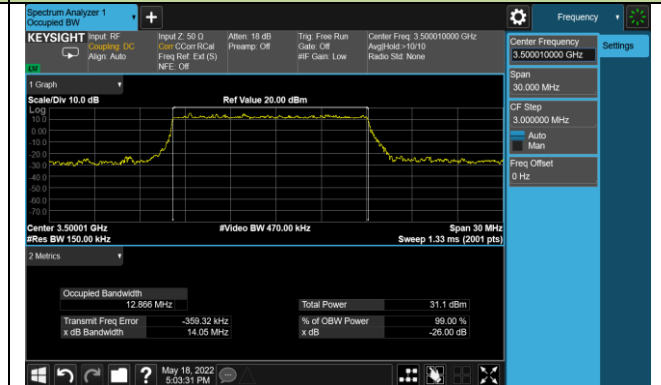 Spectrum Analyzer 1
Occupied BW
Frequency
KEYSIGHT
Input: RF
Coupling: DC
Align: Auto
Input Z: 50 Ω
Corr CCorr RCal
Freq Ref: Ext (S)
NFE: Off
Atten: 18 dB
Preamp: Off
Trig: Free Run
Gate: Off
#IF Gain: Low
Center Freq: 3.500010000 GHz
Avg|Hold:>10/10
Radio Std: None
LW
Center Frequency
3.500010000 GHz
Settings
Span
30.000 MHz
CF Step
3.000000 MHz
Auto
Man
Freq Offset
0 Hz
1 Graph
Scale/Div 10.0 dB
Ref Value 20.00 dBm
Log
10.0
0.00
-10.0
-20.0
-30.0
-40.0
-50.0
-60.0
-70.0
Center 3.50001 GHz
#Video BW 470.00 kHz
Span 30 MHz
#Res BW 150.00 kHz
Sweep 1.33 ms (2001 pts)
2 Metrics
Occupied Bandwidth
12.866 MHz
Total Power
31.1 dBm
Transmit Freq Error
-359.32 kHz
% of OBW Power
99.00 %
x dB Bandwidth
14.05 MHz
x dB
-26.00 dB
?
May 18, 2022
5:03:31 PM